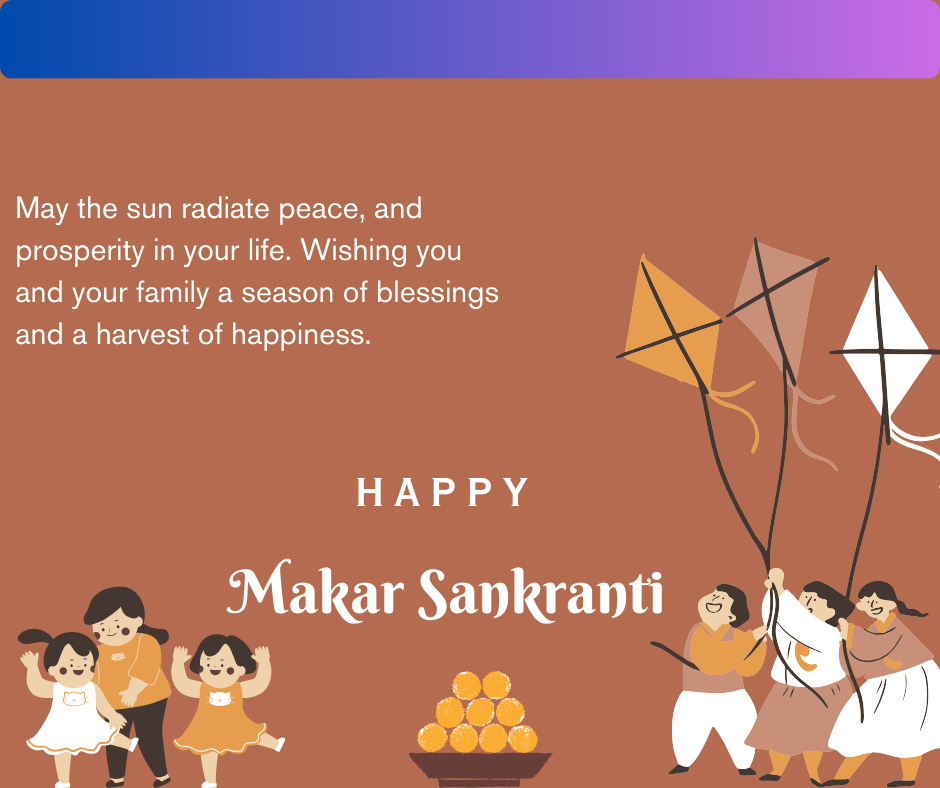 May the sun radiate peace, and
prosperity in your life. Wishing you
and your family a season of blessings
and a harvest of happiness.
HAPPY
Makar Sankranti